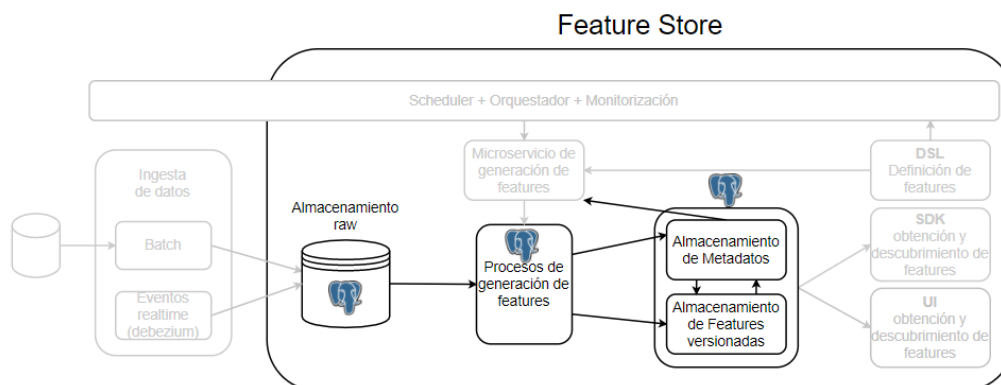 Feature Store
Scheduler + Orquestador + Monitorización
Ingesta
de datos
Batch
Eventos
realtime
(debezium)
Almacenamiento
raw
Microservicio de
generación de
features
Procesos de
generación de
features
Almacenamiento
de Metadatos
Almacenamiento
de Features
versionadas
DSL
Definición de
features
SDK
obtención y
descubrimiento de
features
UI
obtención y
descubrimiento de
features